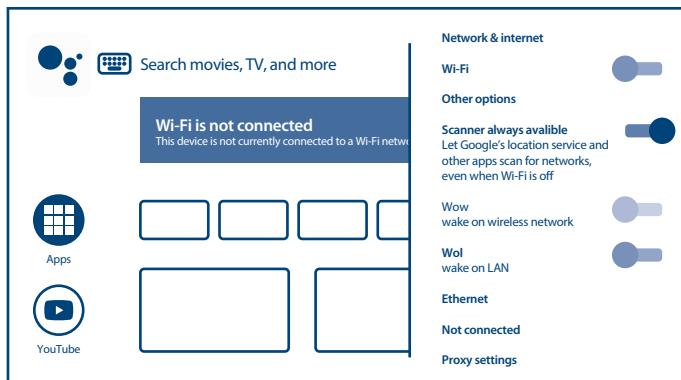 Search movies, TV, and more
Wi-Fi is not connected
This device is not currently connected to a Wi-Fi netwo
Apps
YouTube
Network & internet
Wi-Fi
Other options
Scanner always avalible
Let Google's location service and
other apps scan for networks,
even when Wi-Fi is off
Wow
wake on wireless network
Wol
wake on LAN
Ethernet
Not connected
Proxy settings